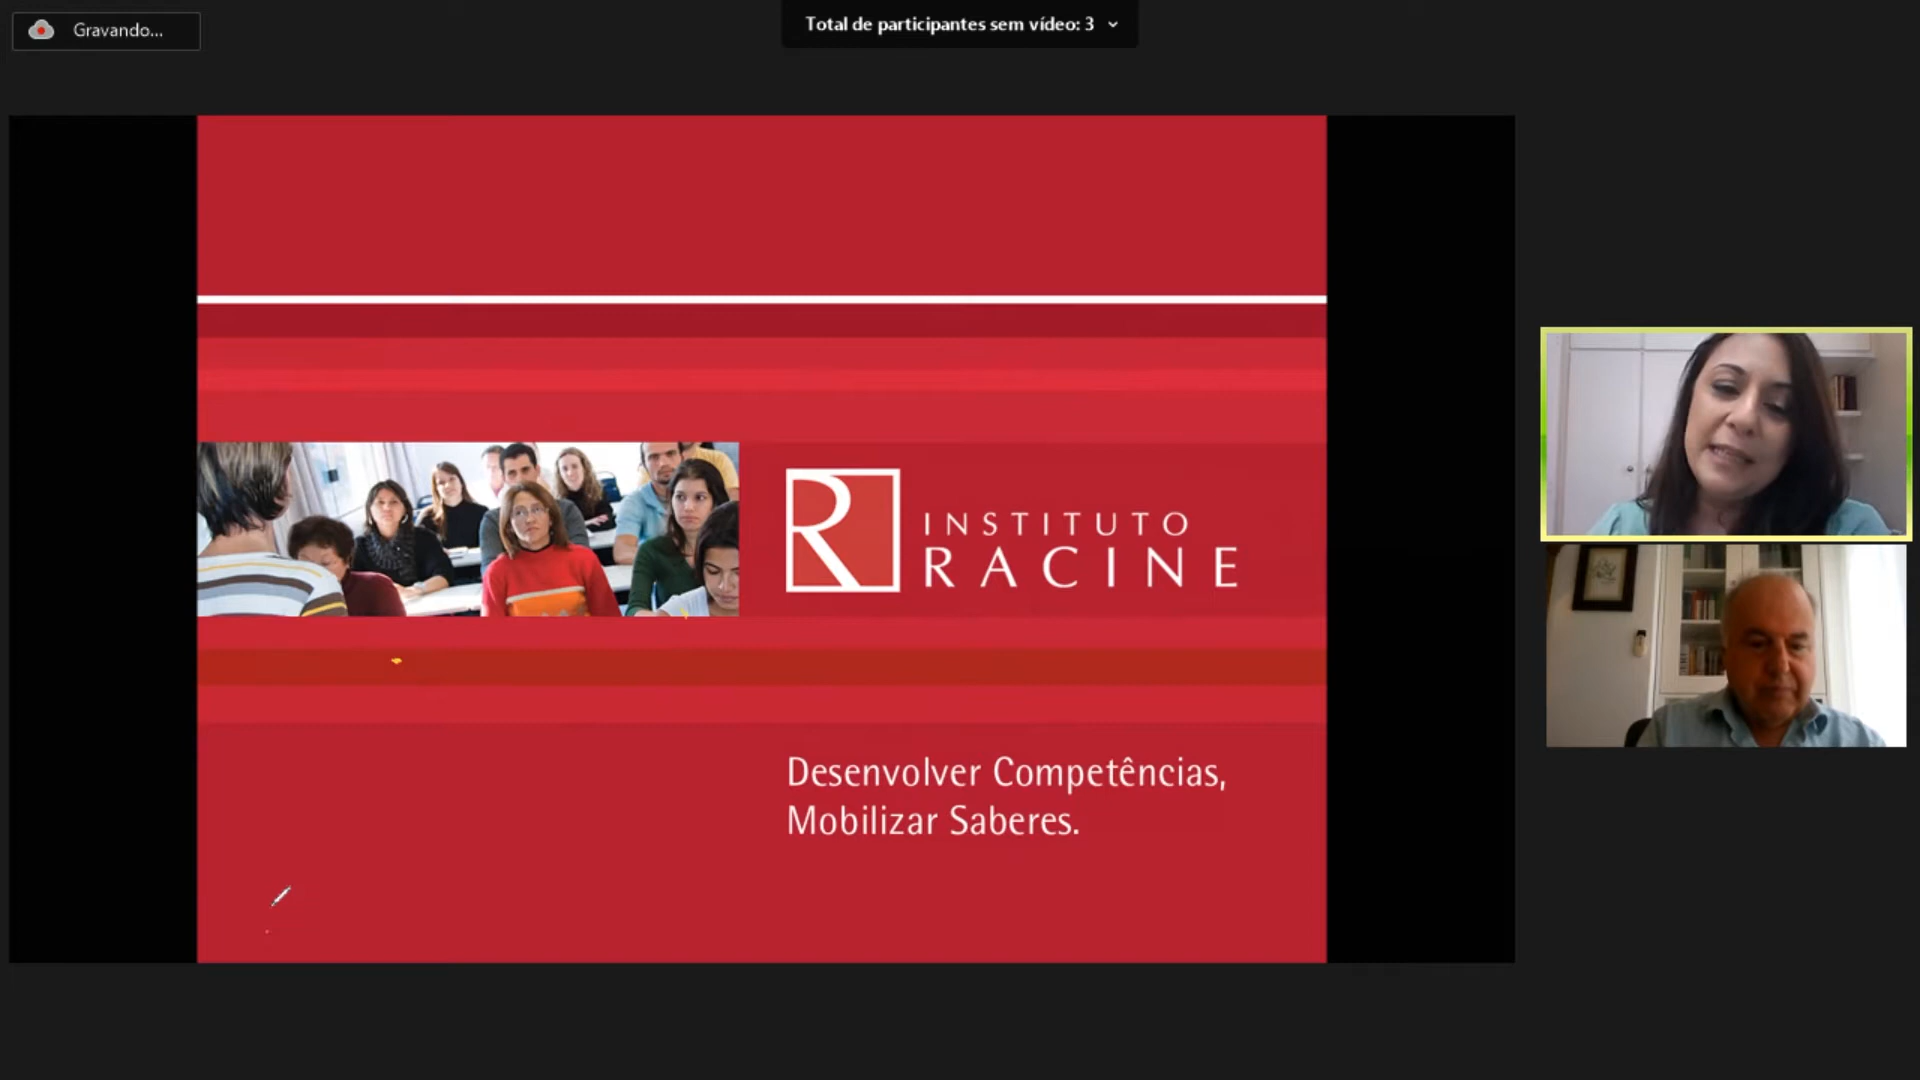 Gravando...
Total de participantes sem vídeo: 3
INSTITUTO
RACINE
Desenvolver Competências,
Mobilizar Saberes.